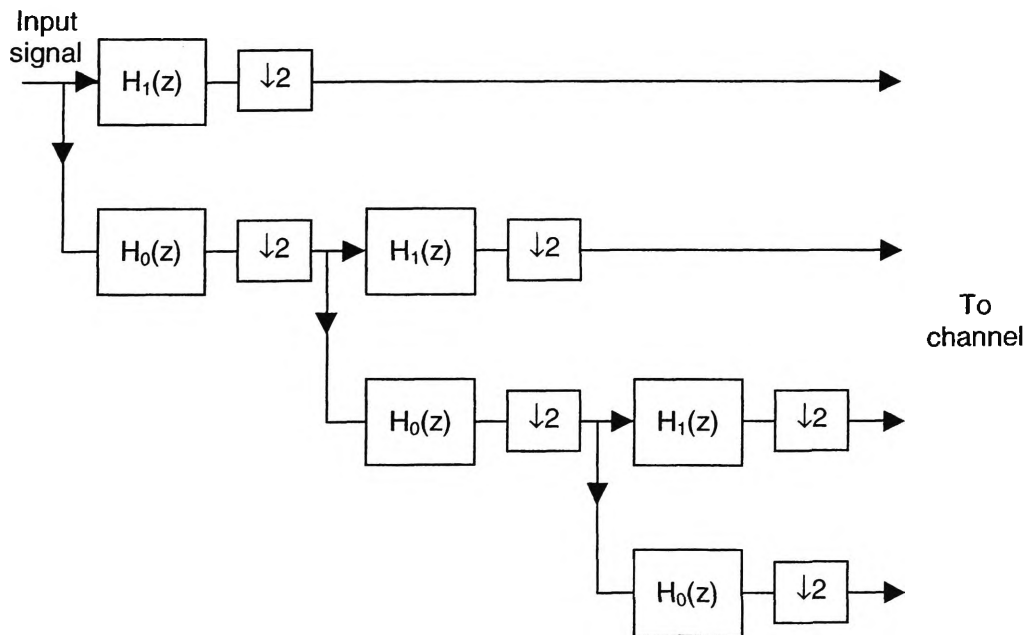 Input
signal
H₁(z)
↓2
H₀(z)
↓2
H₁(z)
↓2
To
channel
H₀(z)
↓2
H₁(z)
↓2
H₀(z)
↓2